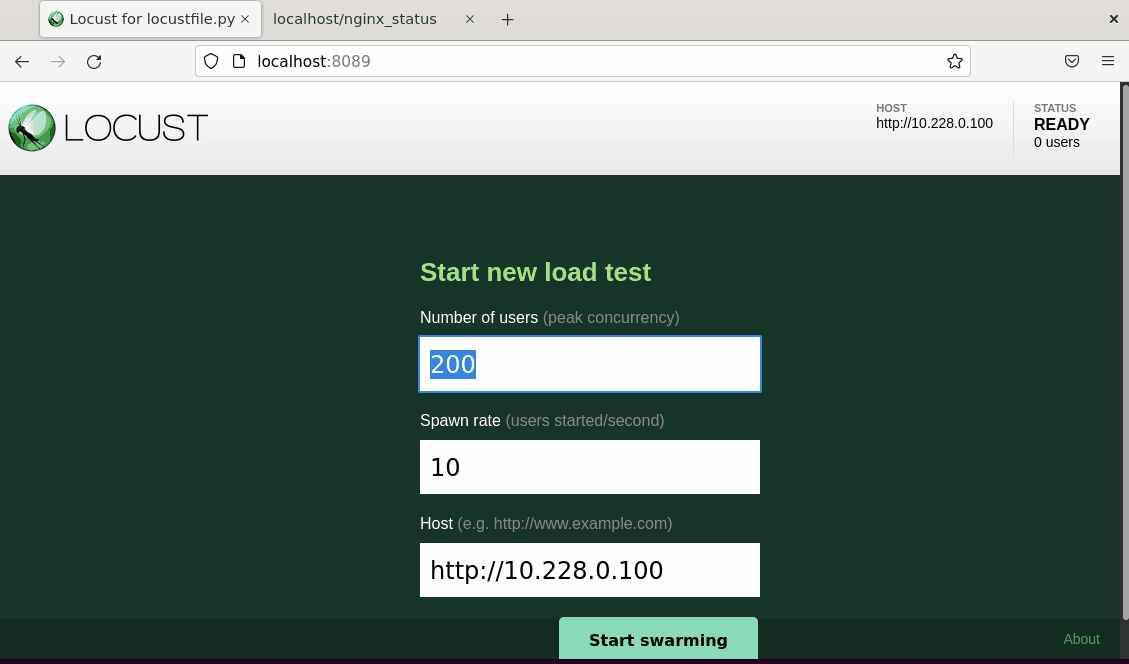 Locust for locustfile.py
localhost/nginx_status
localhost:8089
LOCUST
HOST
http://10.228.0.100
STATUS
READY
0 users
Start new load test
Number of users (peak concurrency)
200
Spawn rate (users started/second)
10
Host (e.g. http://www.example.com)
http://10.228.0.100
Start swarming
About